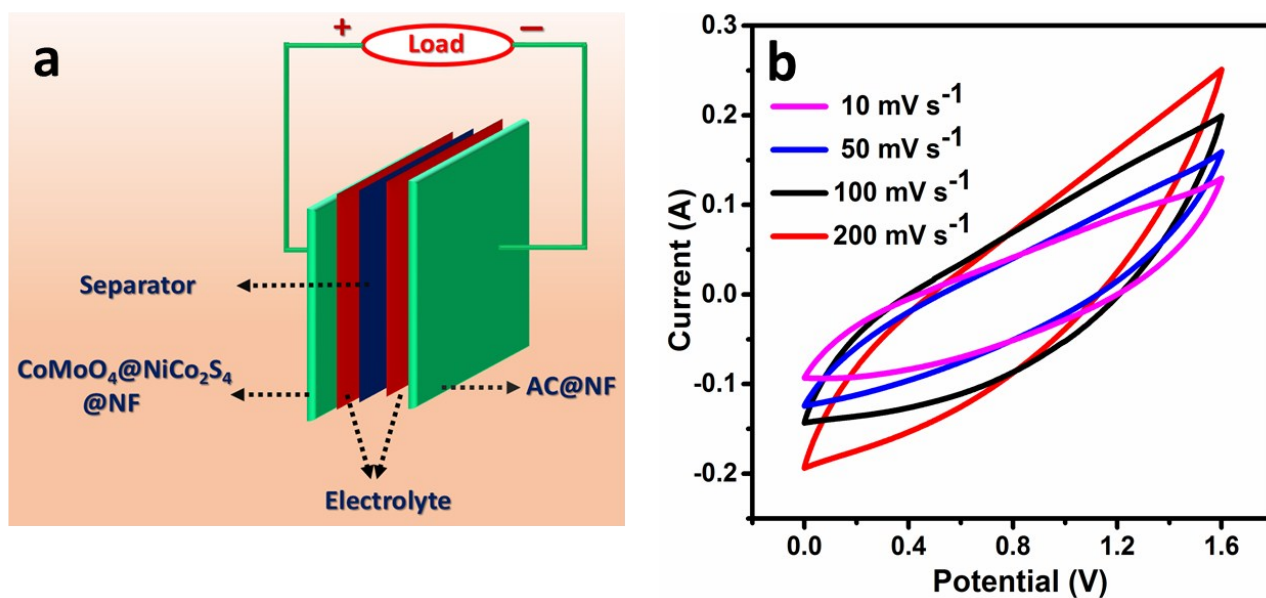 a
+ Load −
Separator
CoMoO₄@NiCo₂S₄
@NF
AC@NF
Electrolyte
b
10 mV s⁻¹
50 mV s⁻¹
100 mV s⁻¹
200 mV s⁻¹
Current (A)
0.3
0.2
0.1
0.0
-0.1
-0.2
0.0 0.4 0.8 1.2 1.6
Potential (V)